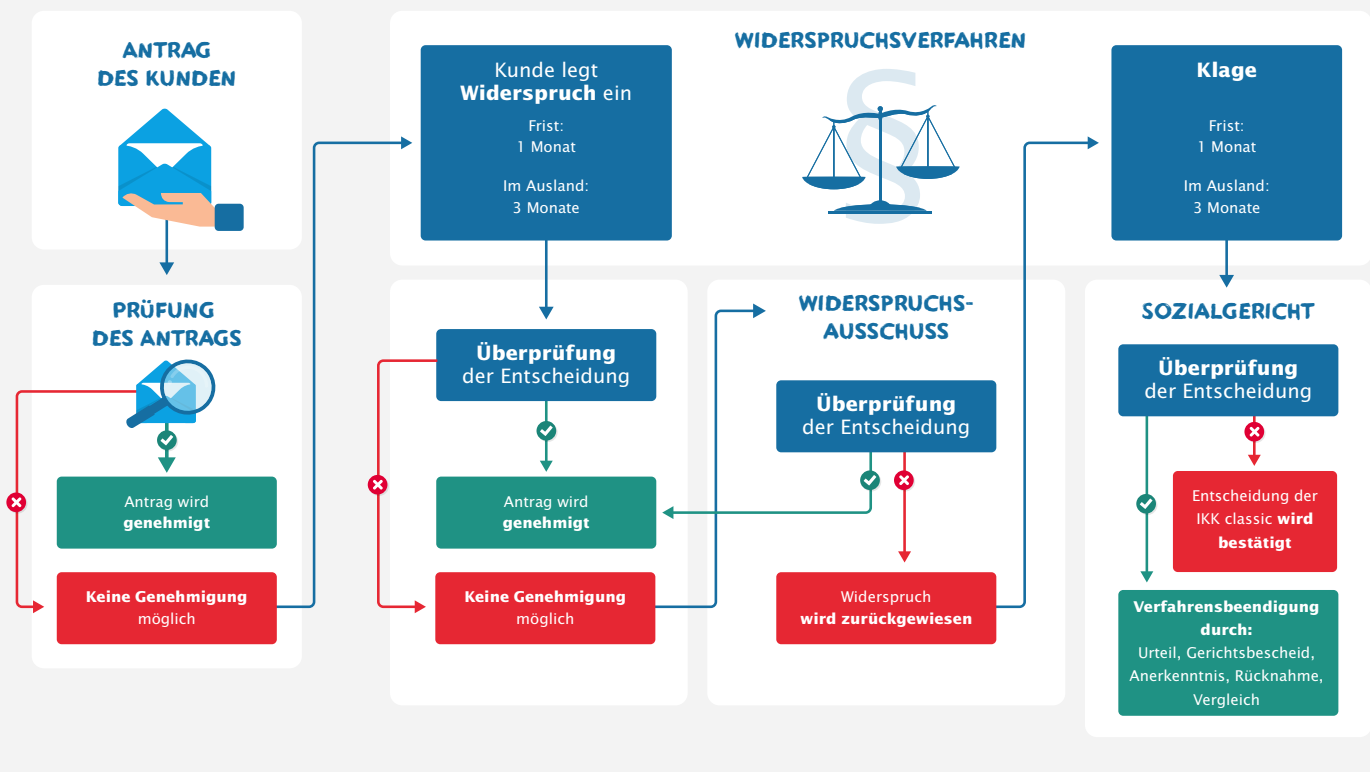 ANTRAG
DES KUNDEN
PRÜFUNG
DES ANTRAGS
Antrag wird
genehmigt
Keine Genehmigung
möglich
WIDERSPRUCHSVERFAHREN
Kunde legt
Widerspruch ein
Frist:
1 Monat
Im Ausland:
3 Monate
§
Überprüfung
der Entscheidung
Antrag wird
genehmigt
Keine Genehmigung
möglich
WIDERSPRUCHS-
AUSSCHUSS
Überprüfung
der Entscheidung
Widerspruch
wird zurückgewiesen
Klage
Frist:
1 Monat
Im Ausland:
3 Monate
SOZIALGERICHT
Überprüfung
der Entscheidung
Entscheidung der
IKK classic wird
bestätigt
Verfahrensbeendigung
durch:
Urteil, Gerichtsbescheid,
Anerkenntnis, Rücknahme,
Vergleich